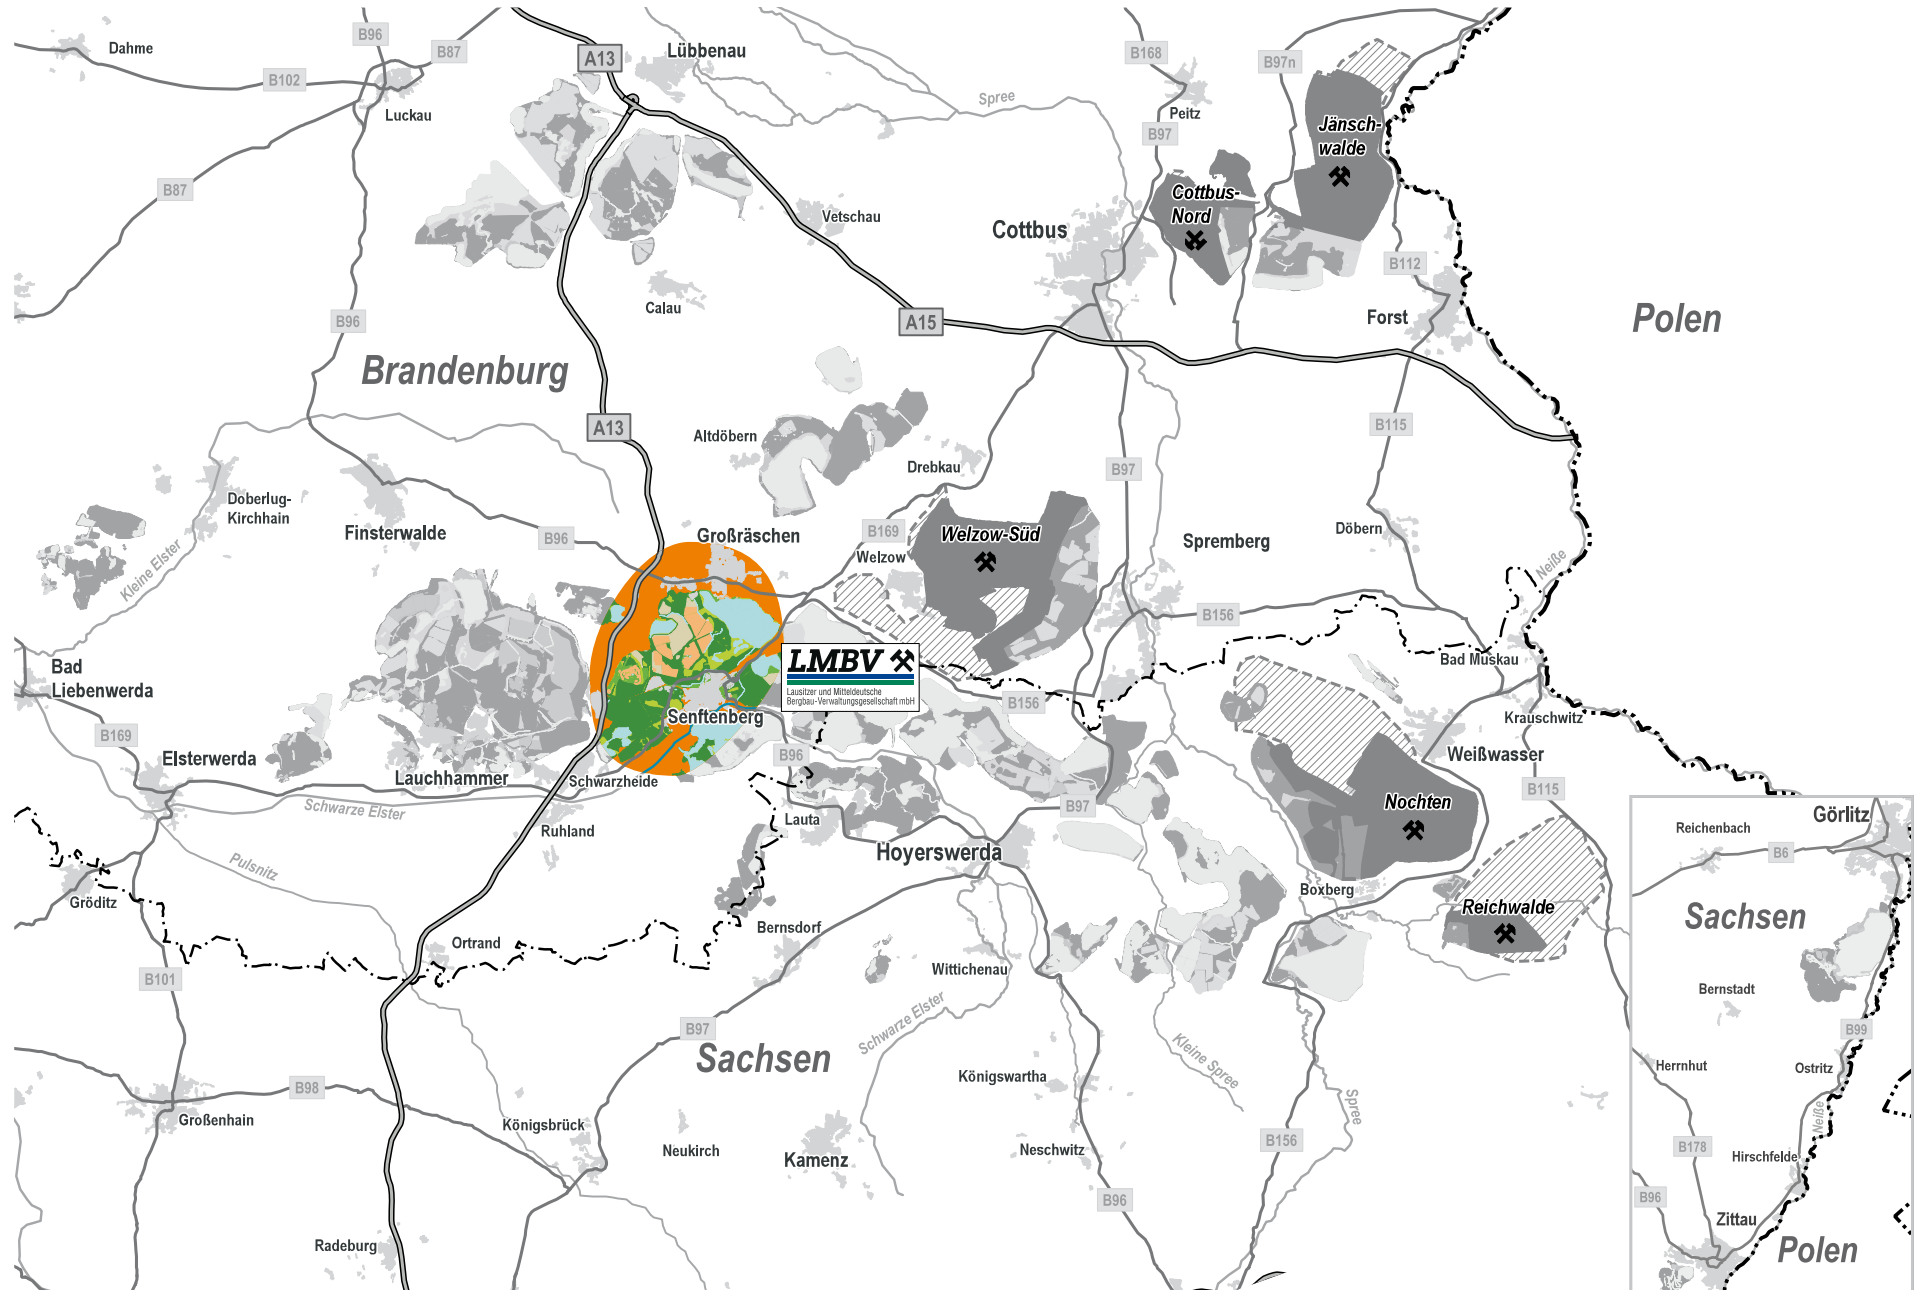 B96
B87
Dahme
A13
Lübbenau
B168
B97n
B102
Spree
Luckau
Peitz
Jänsch-
walde
B97
B87
Cottbus-
Nord
Vetschau
Cottbus
B112
Calau
Forst
Polen
B96
A15
Brandenburg
A13
B115
Altdöbern
Drebkau
B97
Doberlug-
Kirchhain
Finsterwalde
B96
Großräschen
B169
Welzow-Süd
Welzow
Spremberg
Döbern
Kleine Elster
Neiße
B156
Bad
Liebenwerda
LMBV
Lausitzer und Mitteldeutsche
Bergbau-Verwaltungsgesellschaft mbH
Bad Muskau
B156
Senftenberg
Krauschwitz
B169
Elsterwerda
B96
Weißwasser
Lauchhammer
Schwarzheide
B115
Schwarze Elster
B97
Nochten
Lauta
Ruhland
Görlitz
Reichenbach
B6
Hoyerswerda
Pulsnitz
Boxberg
Gröditz
Reichwalde
Sachsen
Bernsdorf
Ortrand
Wittichenau
B101
Bernstadt
Schwarze Elster
B97
B99
Sachsen
Kleine Spree
Herrnhut
Ostritz
Königswartha
B98
Spree
Neiße
Großenhain
Königsbrück
B156
B178
Neukirch
Neschwitz
Kamenz
Hirschfelde
B96
B96
Zittau
Radeburg
Polen